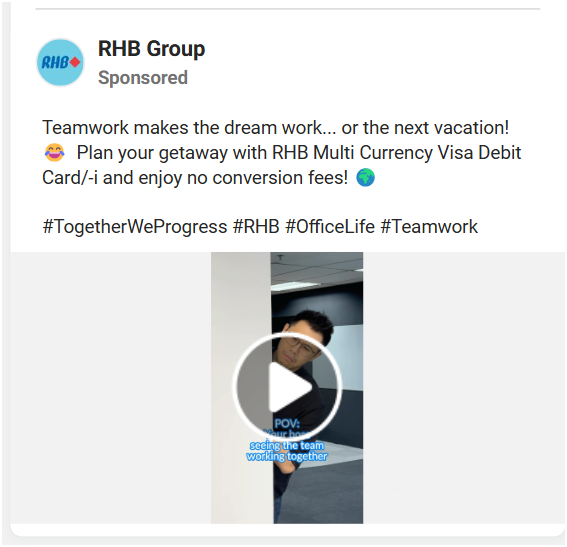 RHB
RHB Group
Sponsored
Teamwork makes the dream work... or the next vacation!
😂 Plan your getaway with RHB Multi Currency Visa Debit
Card/-i and enjoy no conversion fees! 🌍
#TogetherWeProgress #RHB #OfficeLife #Teamwork
POV:
seeing the team
working together